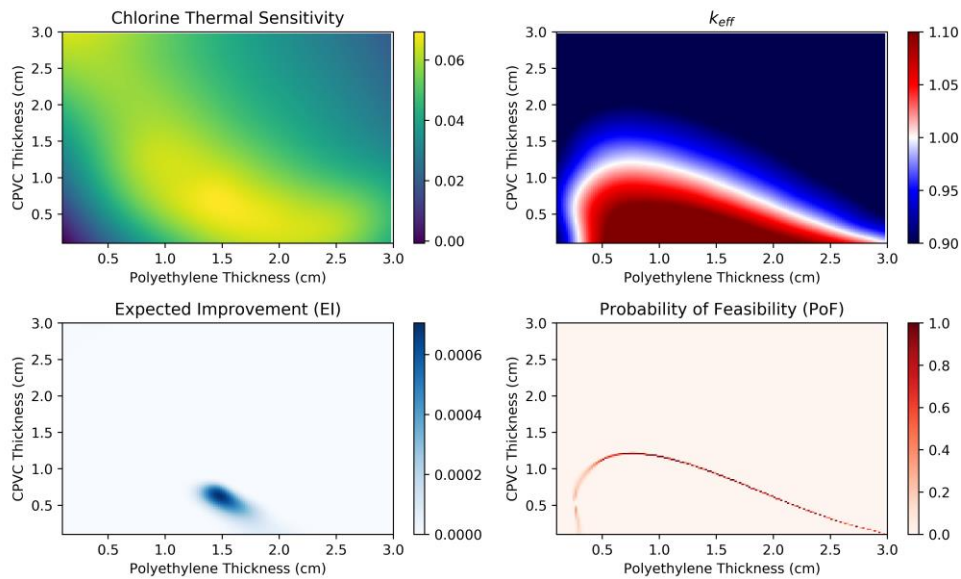 Chlorine Thermal Sensitivity
3.0
2.5
2.0
1.5
1.0
0.5
CPVC Thickness (cm)
0.5 1.0 1.5 2.0 2.5 3.0
Polyethylene Thickness (cm)
0.06
0.04
0.02
0.00
k_eff
3.0
2.5
2.0
1.5
1.0
0.5
CPVC Thickness (cm)
0.5 1.0 1.5 2.0 2.5 3.0
Polyethylene Thickness (cm)
1.10
1.05
1.00
0.95
0.90
Expected Improvement (EI)
3.0
2.5
2.0
1.5
1.0
0.5
CPVC Thickness (cm)
0.5 1.0 1.5 2.0 2.5 3.0
Polyethylene Thickness (cm)
0.0006
0.0004
0.0002
0.0000
Probability of Feasibility (PoF)
3.0
2.5
2.0
1.5
1.0
0.5
CPVC Thickness (cm)
0.5 1.0 1.5 2.0 2.5 3.0
Polyethylene Thickness (cm)
1.0
0.8
0.6
0.4
0.2
0.0